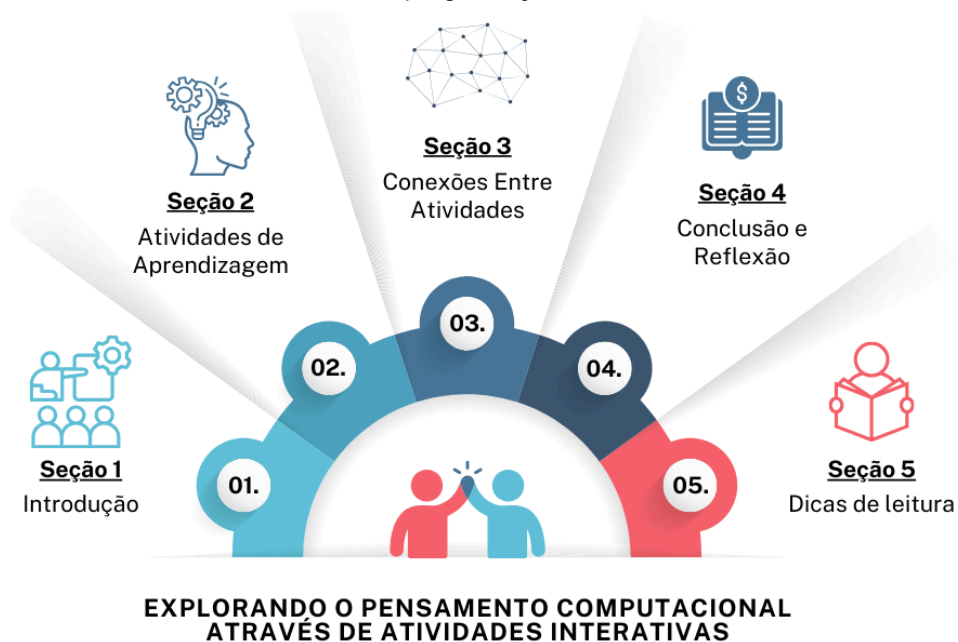 Seção 1
Introdução
01.
Seção 2
Atividades de
Aprendizagem
02.
Seção 3
Conexões Entre
Atividades
03.
Seção 4
Conclusão e
Reflexão
04.
Seção 5
Dicas de leitura
05.
$
EXPLORANDO O PENSAMENTO COMPUTACIONAL
ATRAVÉS DE ATIVIDADES INTERATIVAS